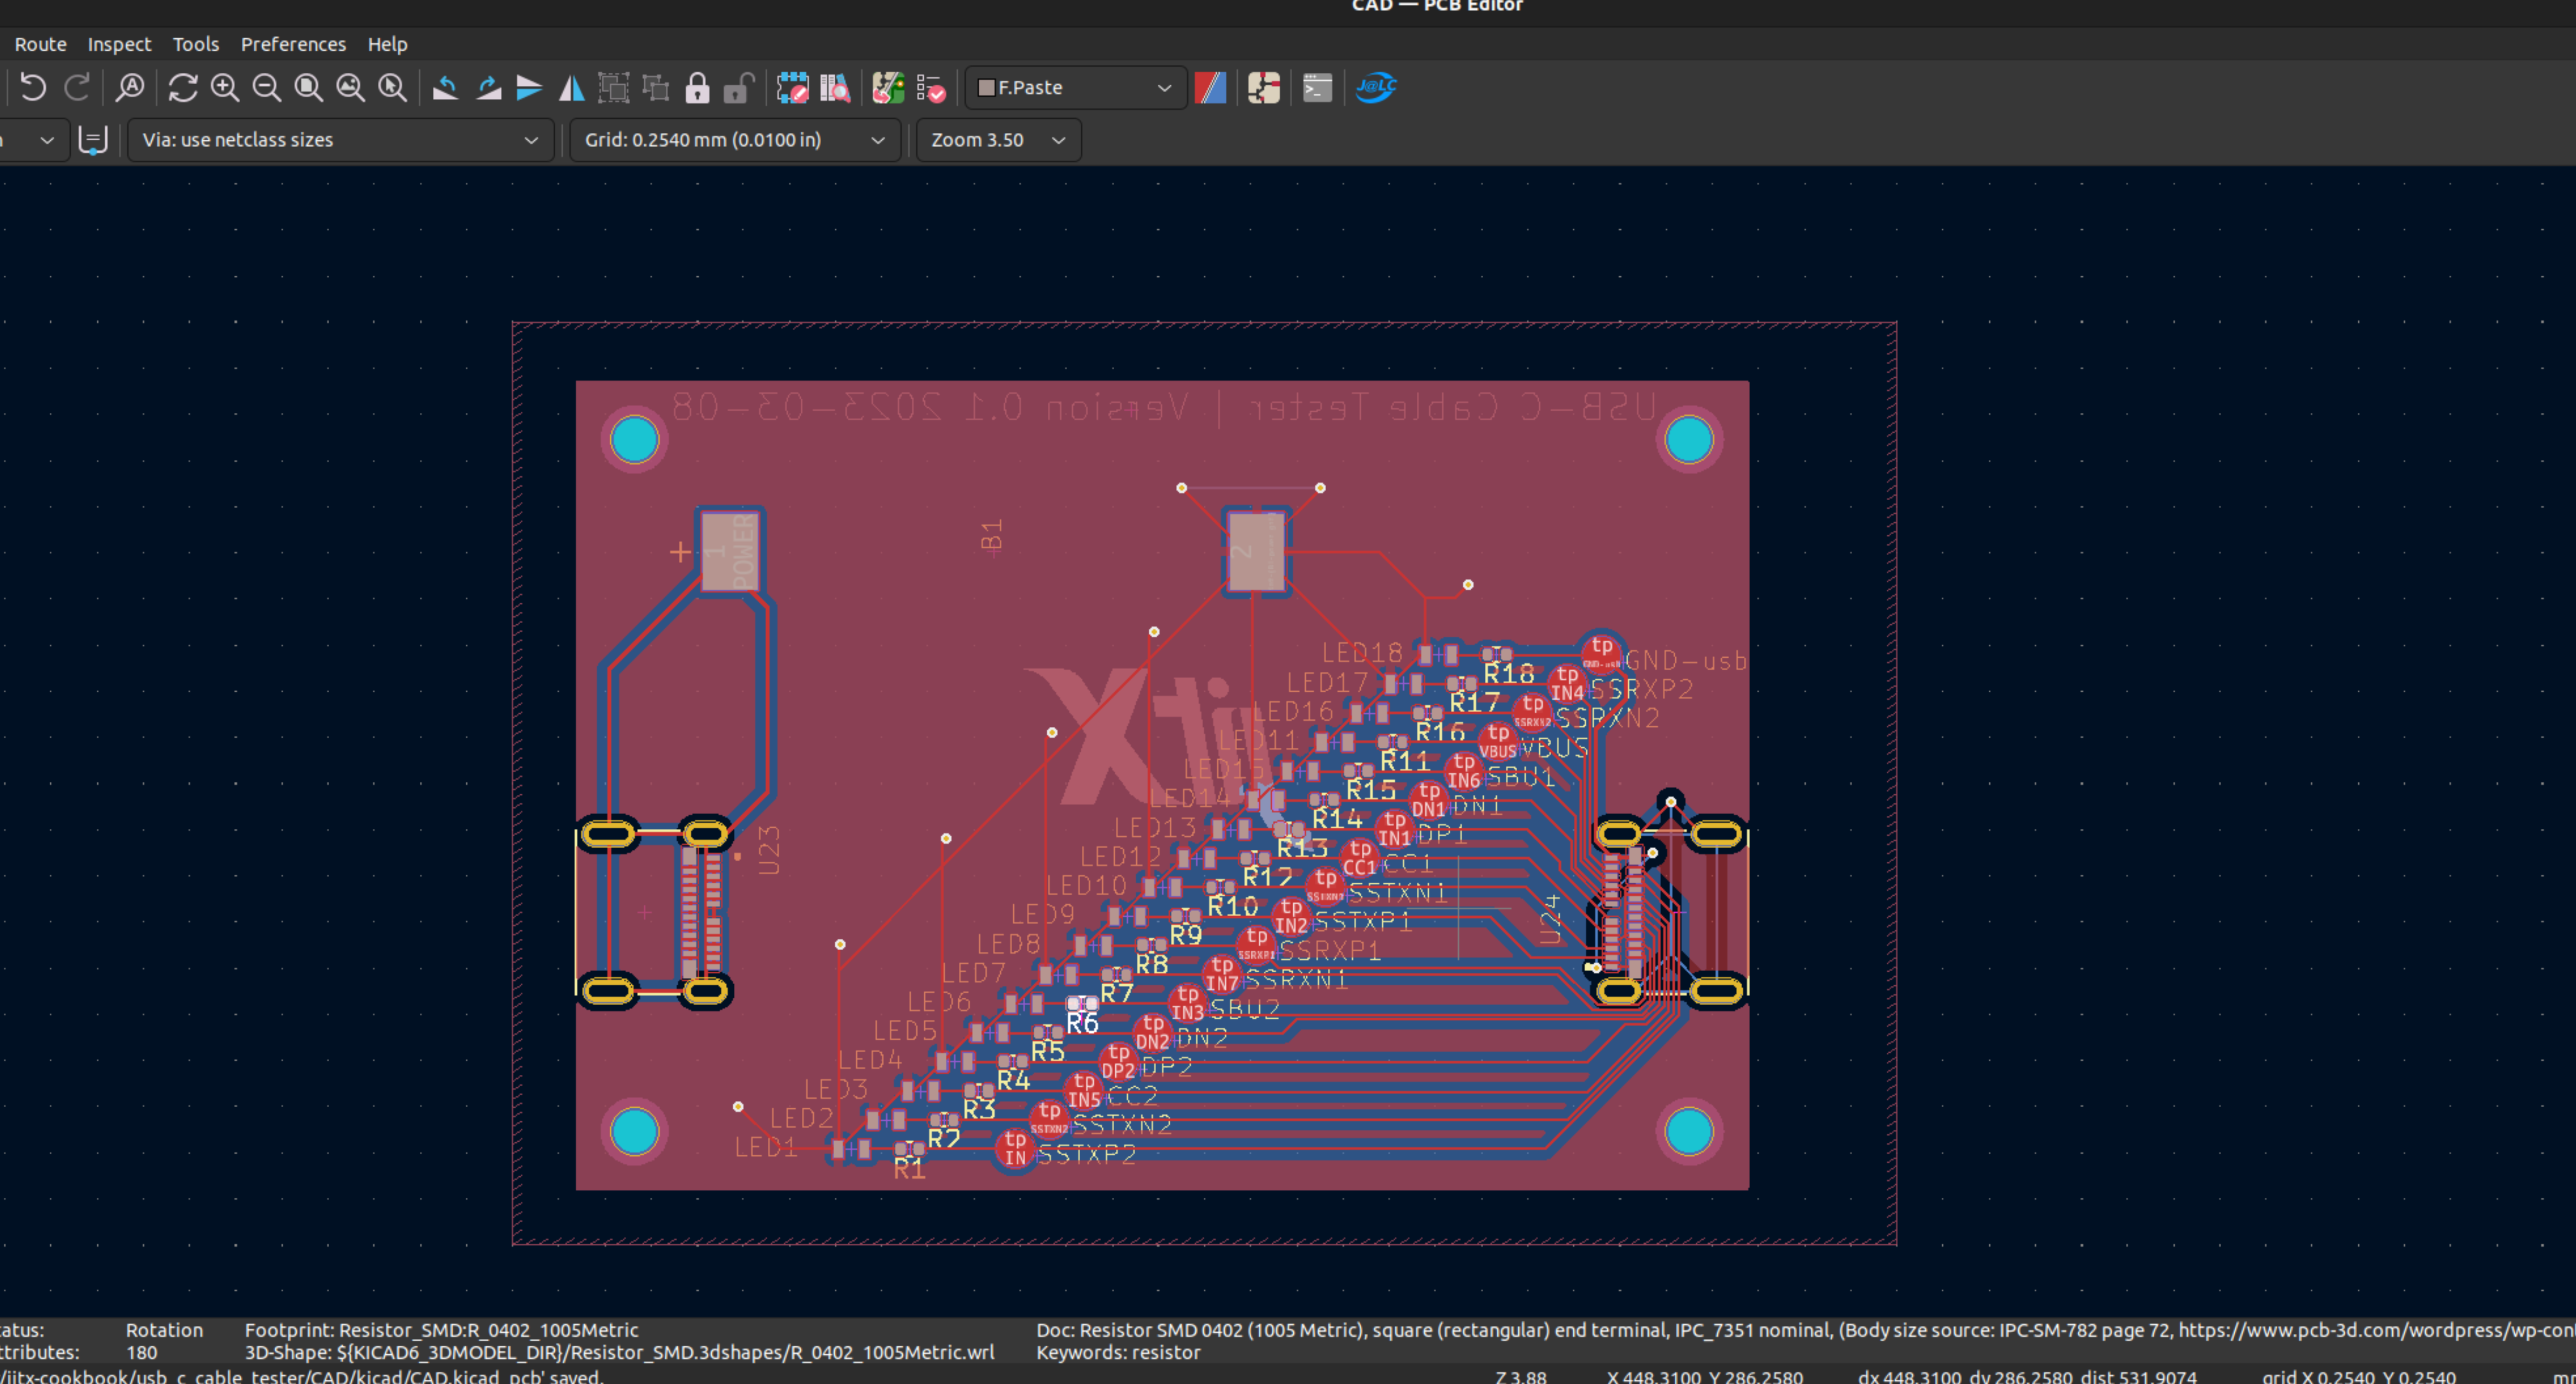 CAD — PCB Editor
Route Inspect Tools Preferences Help
F.Paste
J@LC
Via: use netclass sizes
Grid: 0.2540 mm (0.0100 in)
Zoom 3.50
USB-C Cable Tester | Version 0.1 2023-03-08
1
POWER
+
B1
2
Xtij
U23
U24
LED18 R18 tp GND-usb GND-usb
LED17 R17 tp IN4 SSRXP2
LED16 R16 tp SSRXN2 SSRXN2
LED11 R11 tp VBUS VBUS
LED15 R15 tp IN6 SBU1
LED14 R14 tp DN1 DN1
LED13 R13 tp IN1 DP1
LED12 R12 tp CC1 CC1
LED10 R10 tp SSTXN1 SSTXN1
LED9 R9 tp IN2 SSTXP1
LED8 R8 tp SSRXP1 SSRXP1
LED7 R7 tp IN7 SSRXN1
LED6 R6 tp IN3 SBU2
LED5 R5 tp DN2 DN2
LED4 R4 tp DP2 DP2
LED3 R3 tp IN5 CC2
LED2 R2 tp SSTXN2 SSTXN2
LED1 R1 tp IN SSTXP2
atus: Rotation Footprint: Resistor_SMD:R_0402_1005Metric Doc: Resistor SMD 0402 (1005 Metric), square (rectangular) end terminal, IPC_7351 nominal, (Body size source: IPC-SM-782 page 72, https://www.pcb-3d.com/wordpress/wp-con
ttributes: 180 3D-Shape: ${KICAD6_3DMODEL_DIR}/Resistor_SMD.3dshapes/R_0402_1005Metric.wrl Keywords: resistor
/jitx-cookbook/usb_c_cable_tester/CAD/kicad/CAD.kicad_pcb' saved. Z 3.88 X 448.3100 Y 286.2580 dx 448.3100 dy 286.2580 dist 531.9074 grid X 0.2540 Y 0.2540